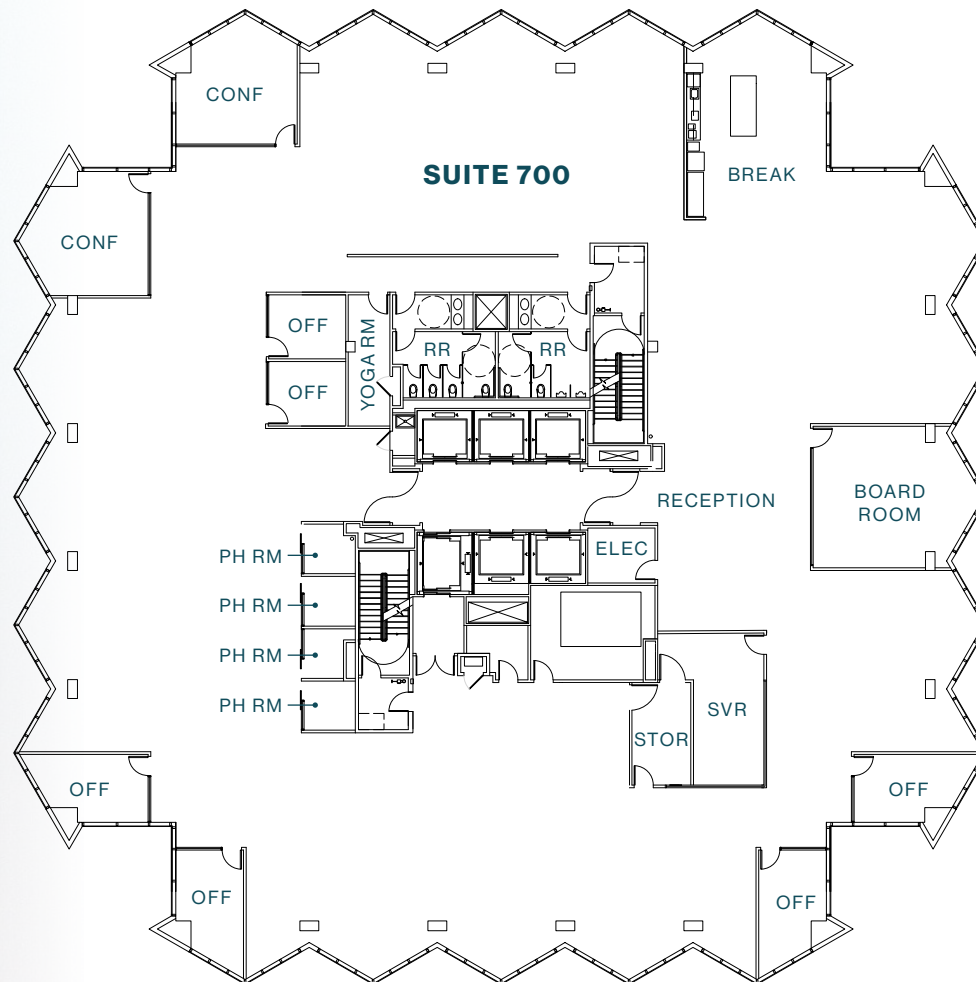 CONF
SUITE 700
BREAK
CONF
OFF
YOGA RM
RR
RR
OFF
RECEPTION
BOARD
ROOM
ELEC
PH RM
PH RM
PH RM
PH RM
SVR
STOR
OFF
OFF
OFF
OFF